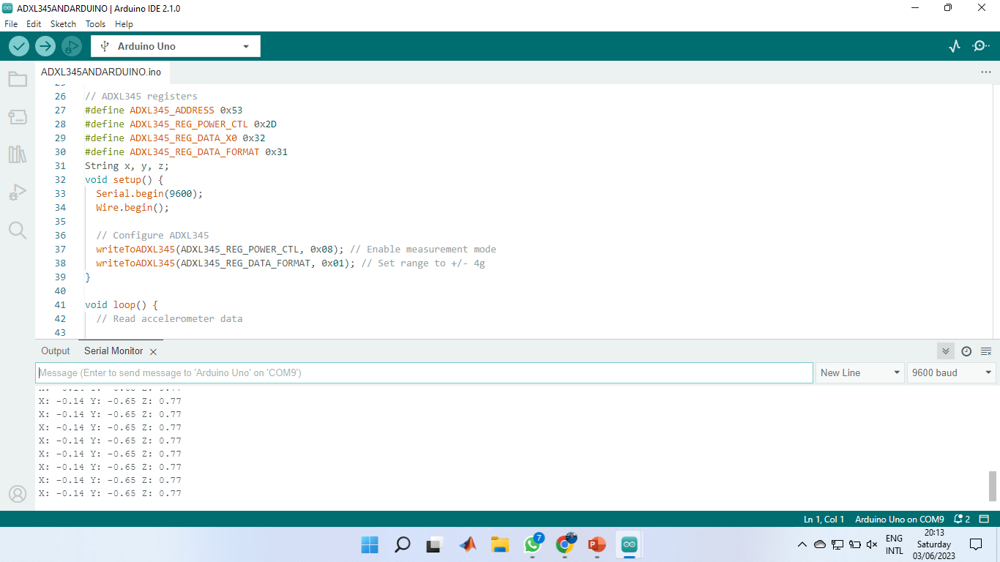 ADXL345ANDARDUINO | Arduino IDE 2.1.0
File Edit Sketch Tools Help
Arduino Uno
ADXL345ANDARDUINO.ino
26 // ADXL345 registers
27 #define ADXL345_ADDRESS 0x53
28 #define ADXL345_REG_POWER_CTL 0x2D
29 #define ADXL345_REG_DATA_X0 0x32
30 #define ADXL345_REG_DATA_FORMAT 0x31
31 String x, y, z;
32 void setup() {
33 Serial.begin(9600);
34 Wire.begin();
35
36 // Configure ADXL345
37 writeToADXL345(ADXL345_REG_POWER_CTL, 0x08); // Enable measurement mode
38 writeToADXL345(ADXL345_REG_DATA_FORMAT, 0x01); // Set range to +/- 4g
39 }
40
41 void loop() {
42 // Read accelerometer data
43
Output Serial Monitor
Message (Enter to send message to 'Arduino Uno' on 'COM9') New Line 9600 baud
X: -0.14 Y: -0.65 Z: 0.77
X: -0.14 Y: -0.65 Z: 0.77
X: -0.14 Y: -0.65 Z: 0.77
X: -0.14 Y: -0.65 Z: 0.77
X: -0.14 Y: -0.65 Z: 0.77
X: -0.14 Y: -0.65 Z: 0.77
X: -0.14 Y: -0.65 Z: 0.77
X: -0.14 Y: -0.65 Z: 0.77
Ln 1, Col 1 Arduino Uno on COM9 2
7
ENG
INTL
20:13
Saturday
03/06/2023